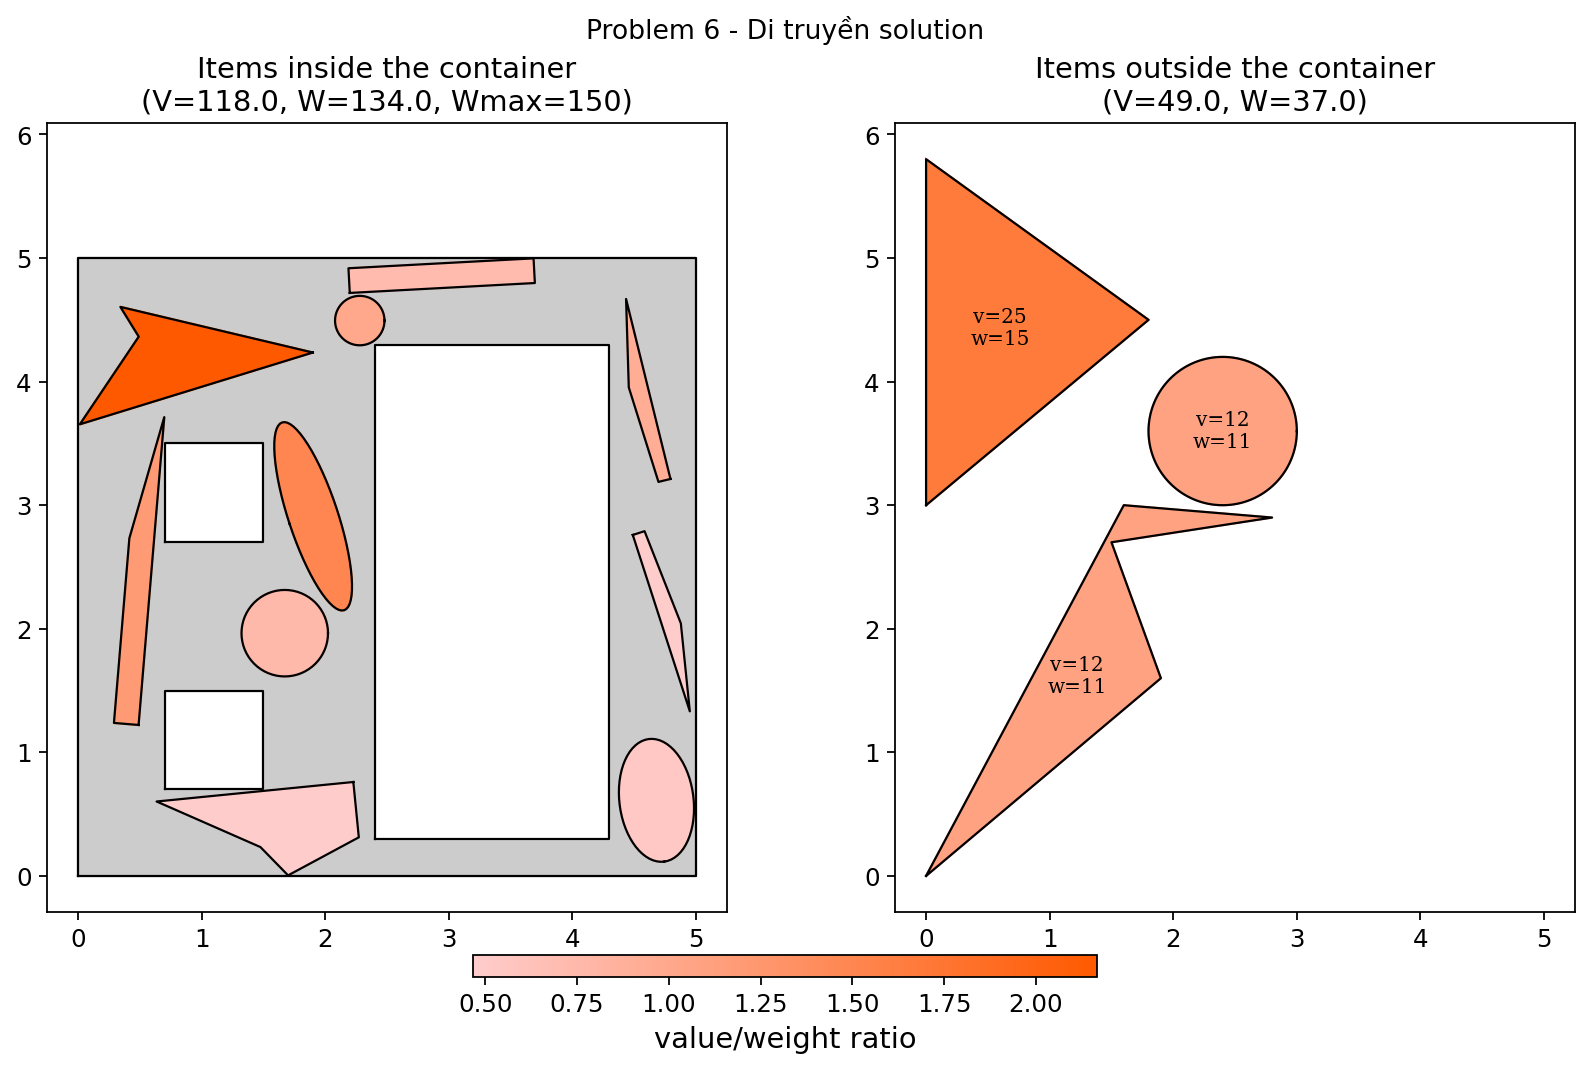 Problem 6 - Di truyền solution
Items inside the container
(V=118.0, W=134.0, Wmax=150)
Items outside the container
(V=49.0, W=37.0)
6
5
4
3
2
1
0
0 1 2 3 4 5
6
5
4
3
2
1
0
0 1 2 3 4 5
v=25
w=15
v=12
w=11
v=12
w=11
0.50 0.75 1.00 1.25 1.50 1.75 2.00
value/weight ratio